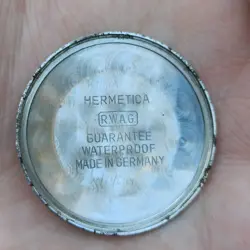 HERMETICA
RWAG
GUARANTEE
WATERPROOF
MADE IN GERMANY